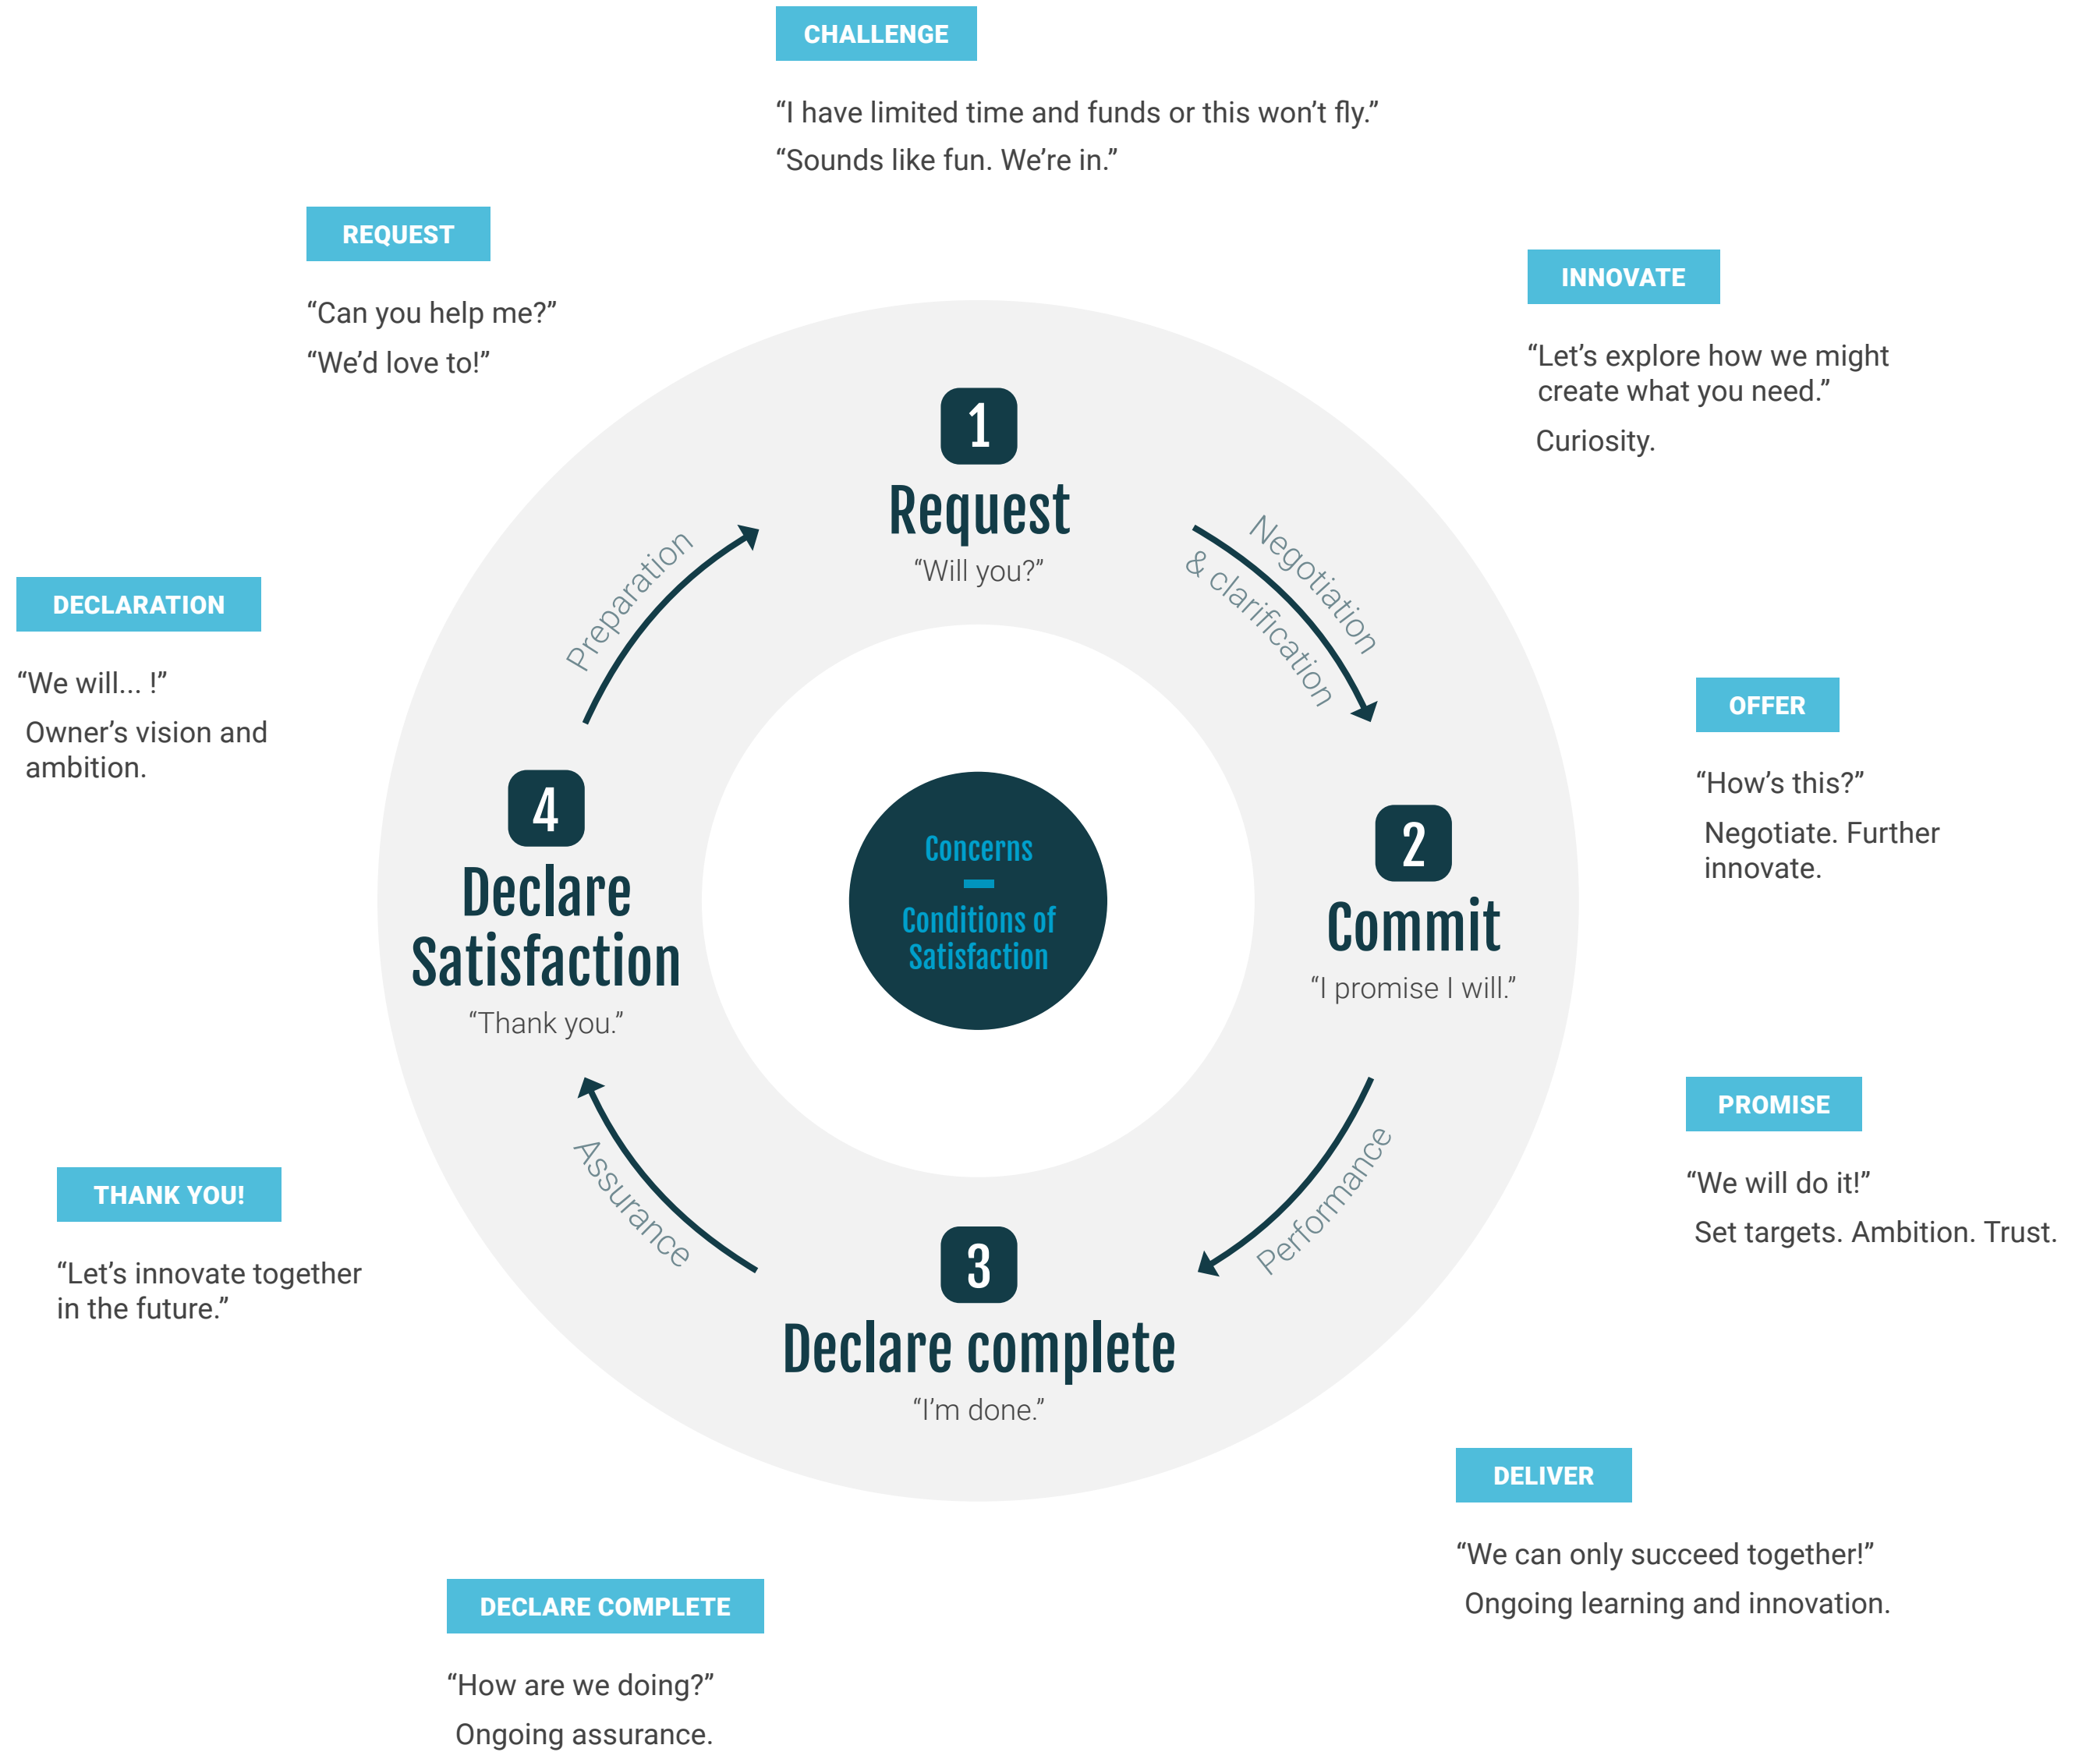 CHALLENGE
“I have limited time and funds or this won’t fly.”
“Sounds like fun. We’re in.”
REQUEST
“Can you help me?”
“We’d love to!”
INNOVATE
“Let’s explore how we might
create what you need.”
Curiosity.
1
Request
“Will you?”
Preparation
Negotiation
& clarification
DECLARATION
“We will... !”
Owner’s vision and
ambition.
OFFER
“How’s this?”
Negotiate. Further
innovate.
4
Declare
Satisfaction
“Thank you.”
Concerns
Conditions of
Satisfaction
2
Commit
“I promise I will.”
PROMISE
“We will do it!”
Set targets. Ambition. Trust.
THANK YOU!
“Let’s innovate together
in the future.”
Assurance
Performance
3
Declare complete
“I’m done.”
DELIVER
“We can only succeed together!”
Ongoing learning and innovation.
DECLARE COMPLETE
“How are we doing?”
Ongoing assurance.